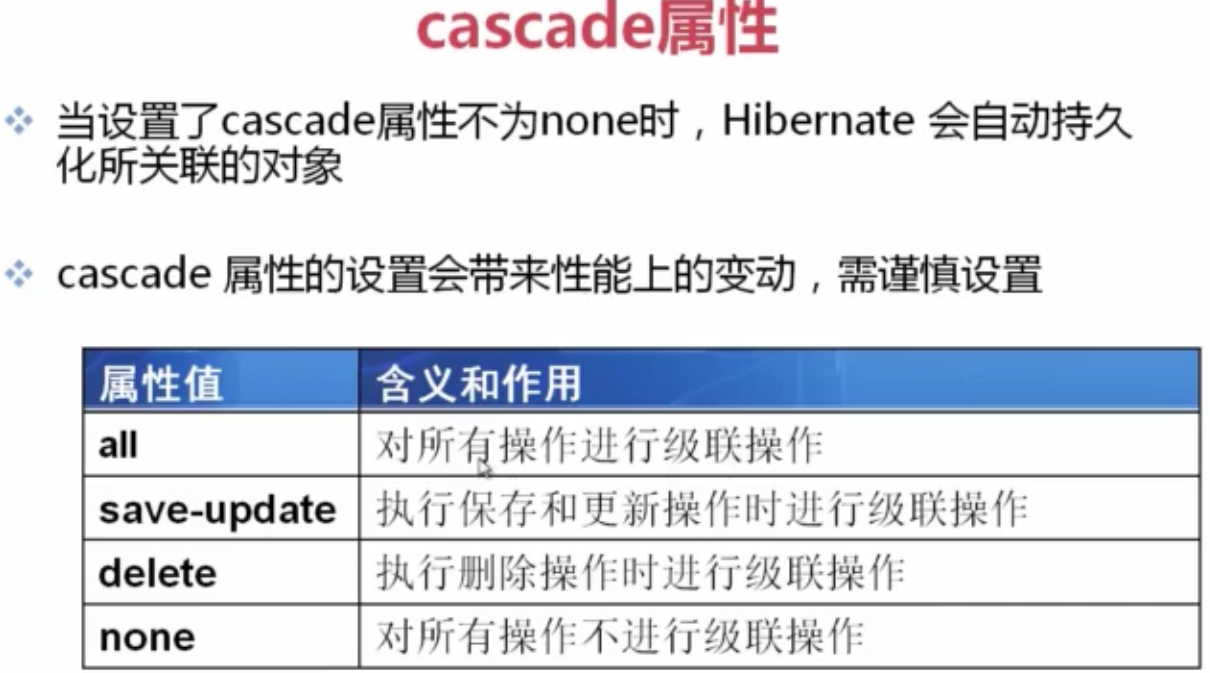 cascade属性
当设置了cascade属性不为none时，Hibernate 会自动持久
化所关联的对象
cascade 属性的设置会带来性能上的变动，需谨慎设置
属性值 含义和作用
all 对所有操作进行级联操作
save-update 执行保存和更新操作时进行级联操作
delete 执行删除操作时进行级联操作
none 对所有操作不进行级联操作